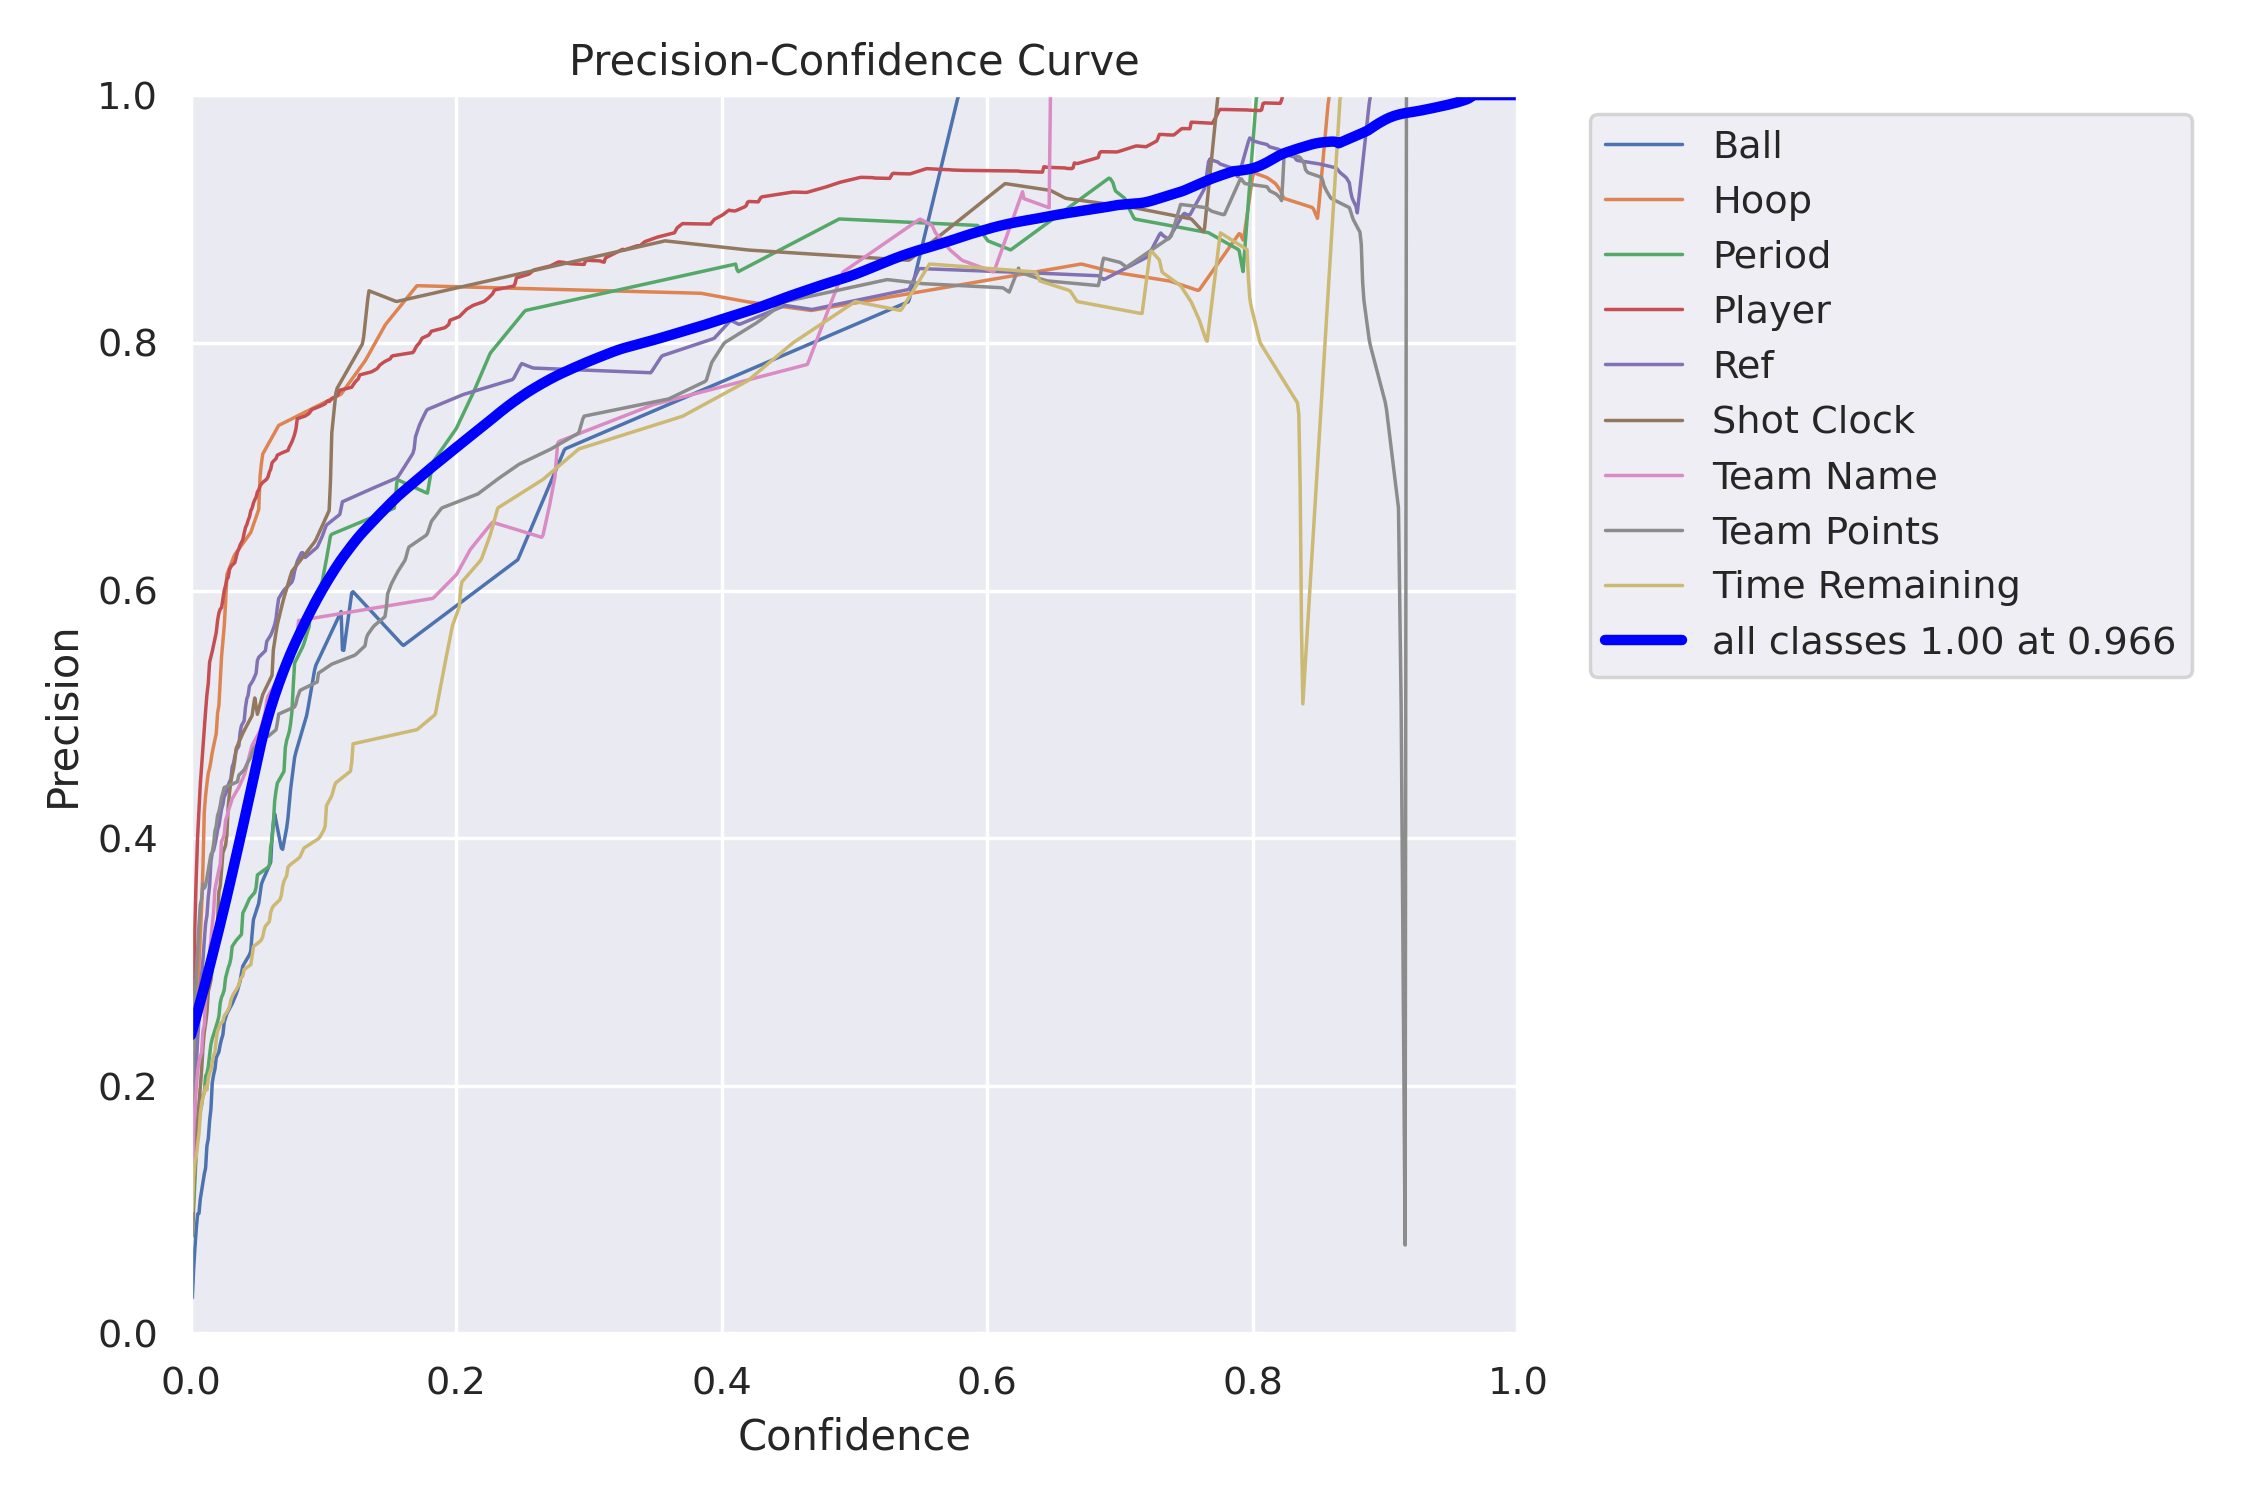 Precision-Confidence Curve
1.0
0.8
0.6
0.4
0.2
0.0
Precision
0.0 0.2 0.4 0.6 0.8 1.0
Confidence
Ball
Hoop
Period
Player
Ref
Shot Clock
Team Name
Team Points
Time Remaining
all classes 1.00 at 0.966